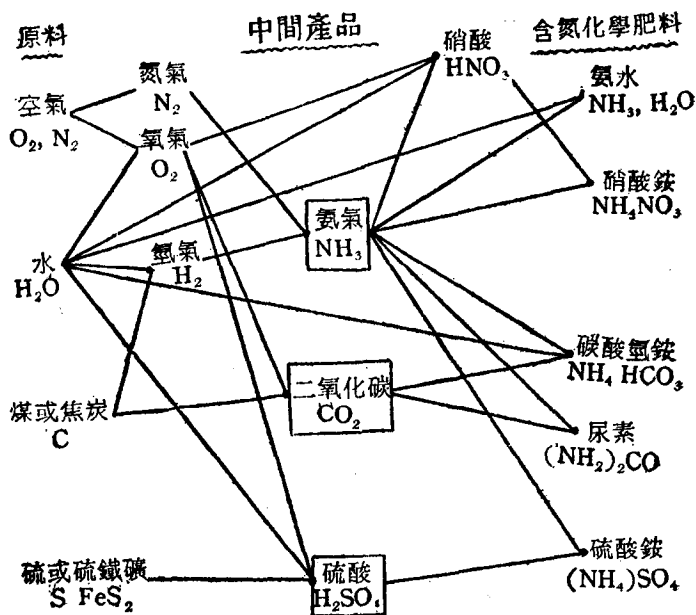 原料
中間產品
含氮化學肥料
空氣
O₂, N₂
氮氣
N₂
氧氣
O₂
硝酸
HNO₃
氨水
NH₃, H₂O
硝酸銨
NH₄NO₃
水
H₂O
氫氣
H₂
氨氣
NH₃
煤或焦炭
C
二氧化碳
CO₂
碳酸氫銨
NH₄ HCO₃
尿素
(NH₂)₂CO
硫或硫鐵礦
S FeS₂
硫酸
H₂SO₄
硫酸銨
(NH₄)SO₄